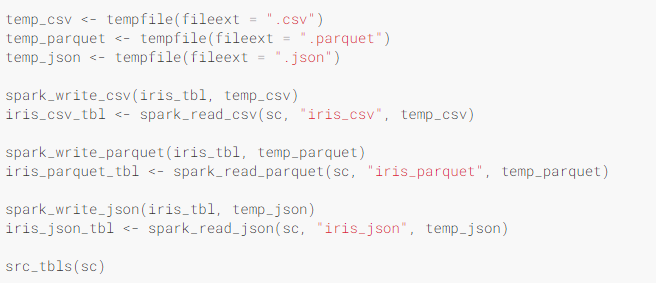 temp_csv <- tempfile(fileext = ".csv")
temp_parquet <- tempfile(fileext = ".parquet")
temp_json <- tempfile(fileext = ".json")
spark_write_csv(iris_tbl, temp_csv)
iris_csv_tbl <- spark_read_csv(sc, "iris_csv", temp_csv)
spark_write_parquet(iris_tbl, temp_parquet)
iris_parquet_tbl <- spark_read_parquet(sc, "iris_parquet", temp_parquet)
spark_write_json(iris_tbl, temp_json)
iris_json_tbl <- spark_read_json(sc, "iris_json", temp_json)
src_tbls(sc)